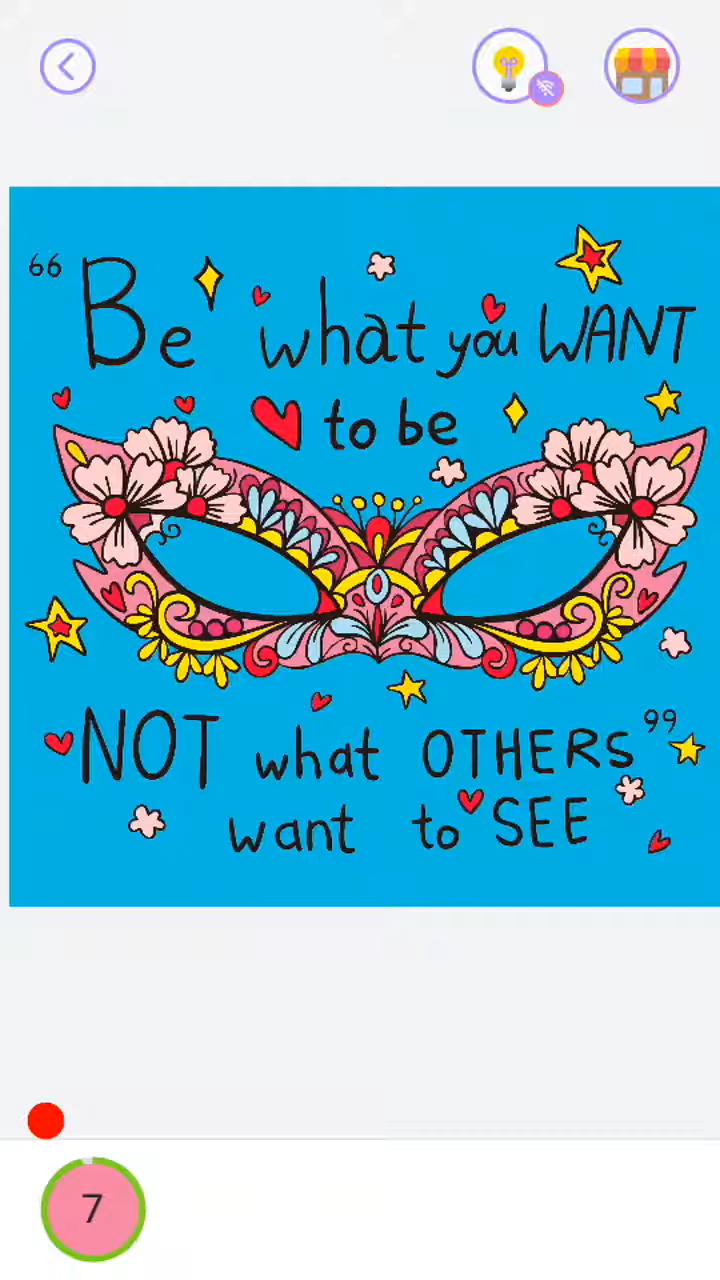 “Be what you WANT
to be
NOT what OTHERS”
want to SEE
7